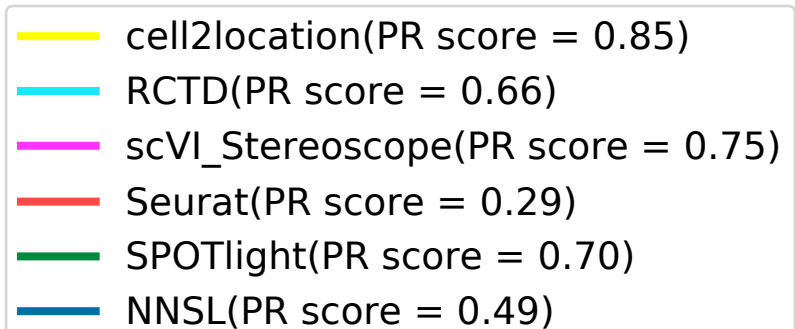 cell2location(PR score = 0.85)
RCTD(PR score = 0.66)
scVI_Stereoscope(PR score = 0.75)
Seurat(PR score = 0.29)
SPOTlight(PR score = 0.70)
NNSL(PR score = 0.49)